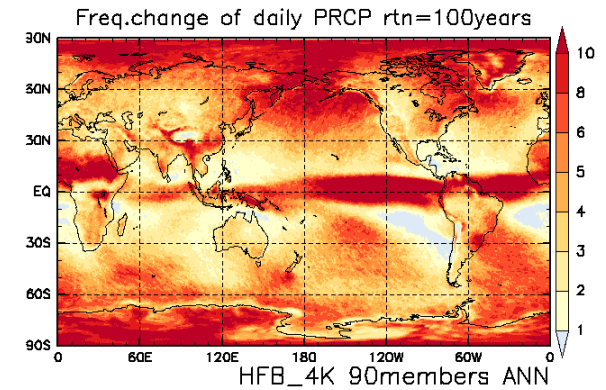 Freq.change of daily PRCP rtn=100years
90N
60N
30N
EQ
30S
60S
90S
0 60E 120E 180 120W 60W 0
10
8
6
5
4
3
2
1
HFB_4K 90members ANN